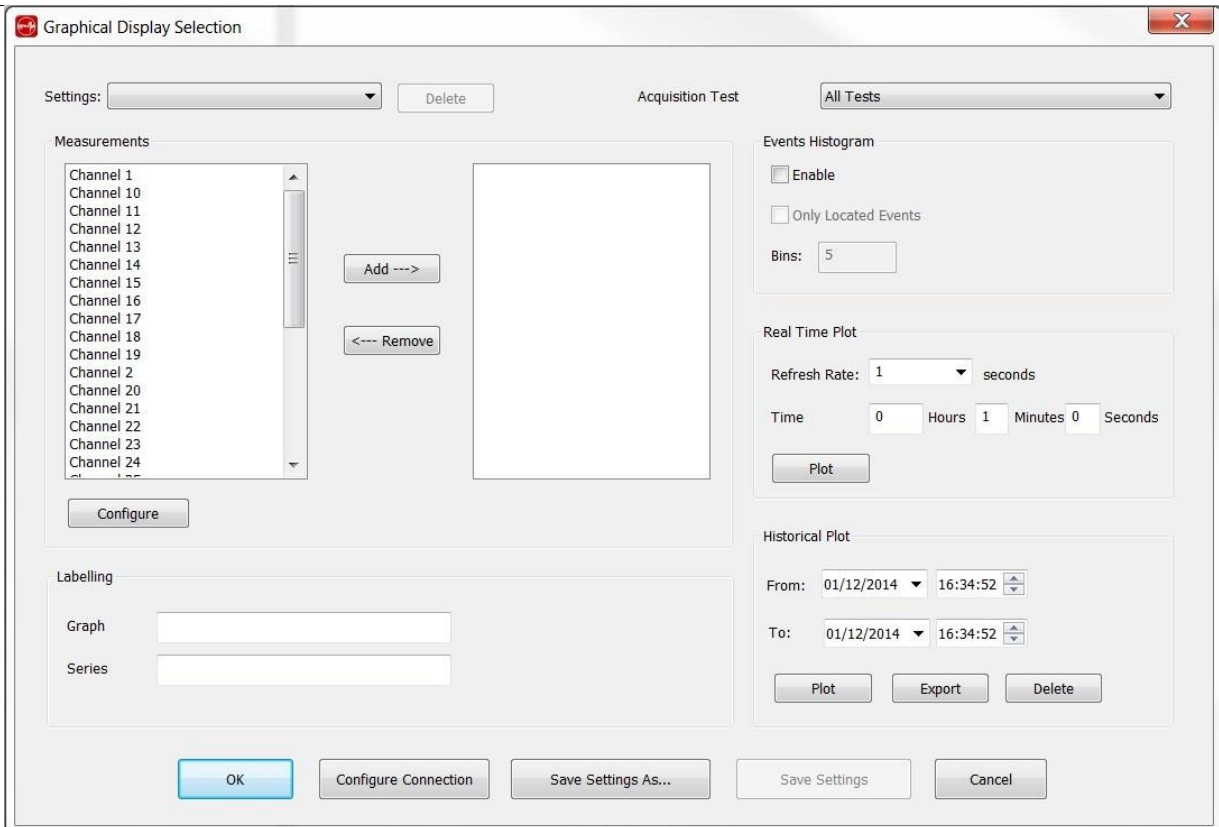 Graphical Display Selection
Settings:
Delete
Acquisition Test
All Tests
Measurements
Channel 1
Channel 10
Channel 11
Channel 12
Channel 13
Channel 14
Channel 15
Channel 16
Channel 17
Channel 18
Channel 19
Channel 2
Channel 20
Channel 21
Channel 22
Channel 23
Channel 24
Add --->
<--- Remove
Configure
Labelling
Graph
Series
Events Histogram
Enable
Only Located Events
Bins: 5
Real Time Plot
Refresh Rate: 1 seconds
Time 0 Hours 1 Minutes 0 Seconds
Plot
Historical Plot
From: 01/12/2014 16:34:52
To: 01/12/2014 16:34:52
Plot Export Delete
OK Configure Connection Save Settings As... Save Settings Cancel